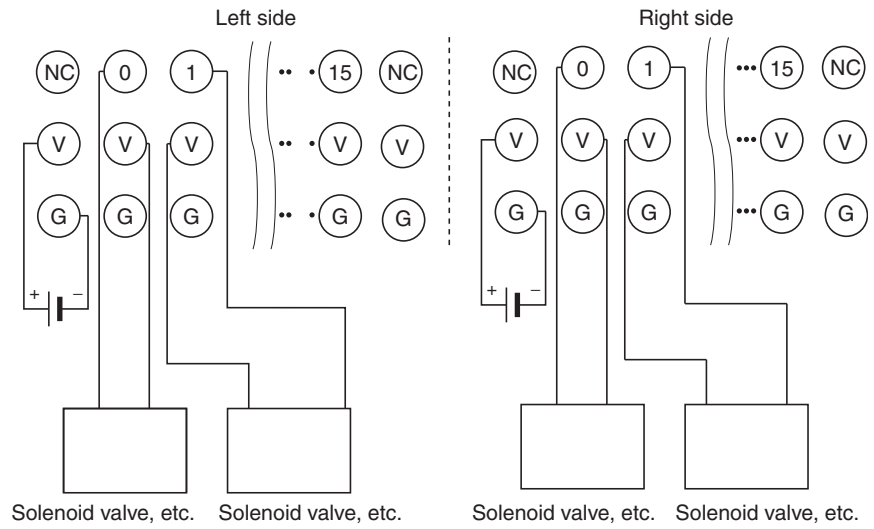 Left side
NC 0 1 ·· · 15 NC
V V V ·· · V V
G G G ·· · G G
+ −
Solenoid valve, etc. Solenoid valve, etc.
Right side
NC 0 1 ··· 15 NC
V V V ··· V V
G G G ··· G G
+ −
Solenoid valve, etc. Solenoid valve, etc.